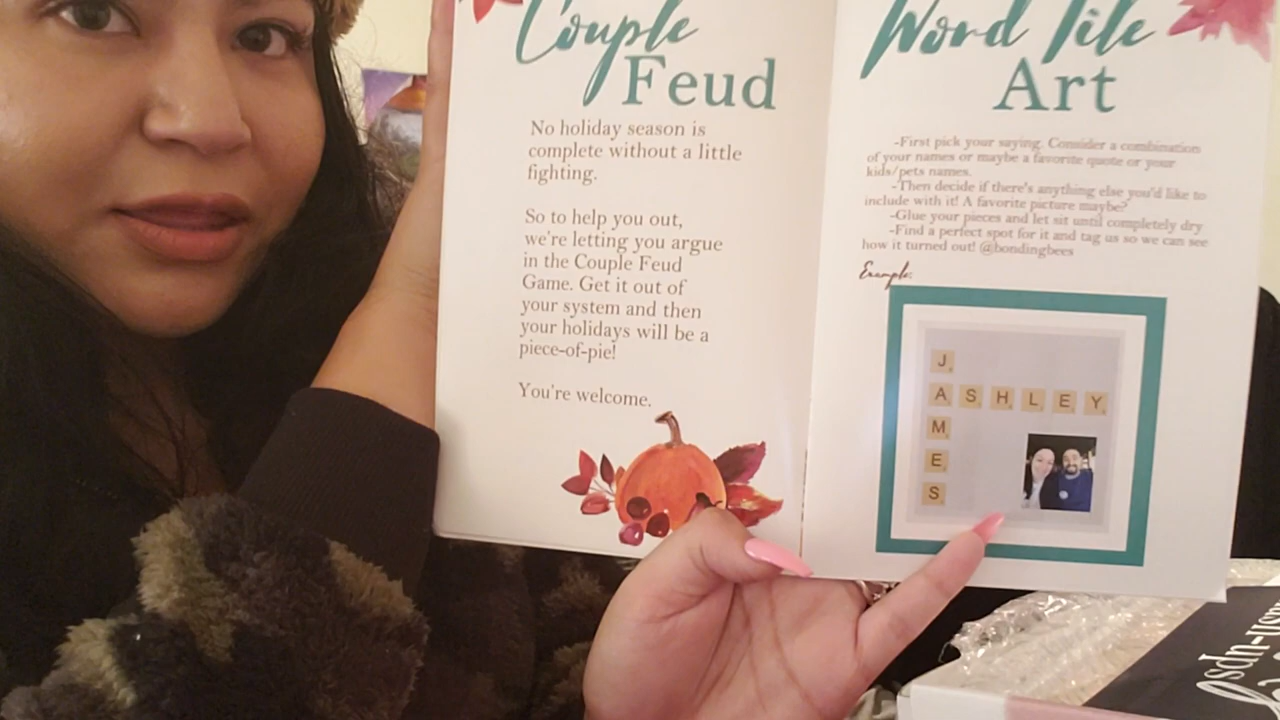 Couple
Feud
No holiday season is
complete without a little
fighting.
So to help you out,
we're letting you argue
in the Couple Feud
Game. Get it out of
your system and then
your holidays will be a
piece-of-pie!
You're welcome.
Word Tile
Art
-First pick your saying. Consider a combination
of your names or maybe a favorite quote or your
kids/pets names.
-Then decide if there's anything else you'd like to
include with it! A favorite picture maybe?
-Glue your pieces and let sit until completely dry
-Find a perfect spot for it and tag us so we can see
how it turned out! @bondingbees
Example:
J
ASHLEY
M
E
S